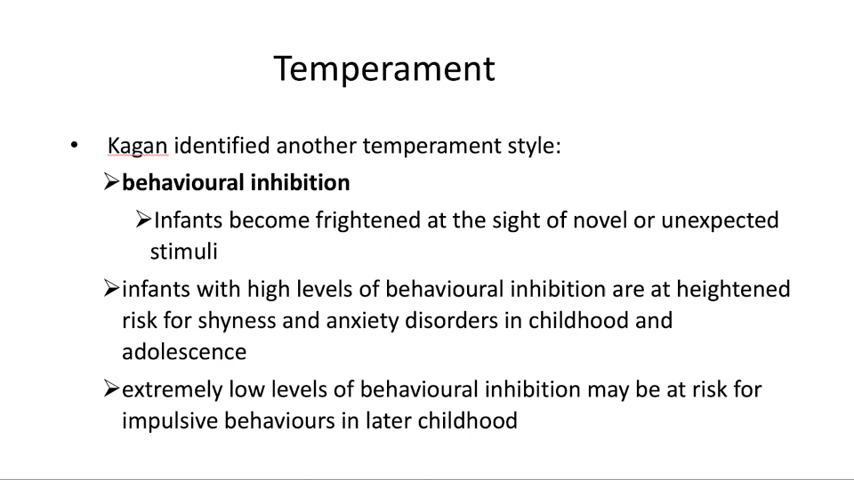 Temperament
• Kagan identified another temperament style:
➢behavioural inhibition
➢Infants become frightened at the sight of novel or unexpected
stimuli
➢infants with high levels of behavioural inhibition are at heightened
risk for shyness and anxiety disorders in childhood and
adolescence
➢extremely low levels of behavioural inhibition may be at risk for
impulsive behaviours in later childhood